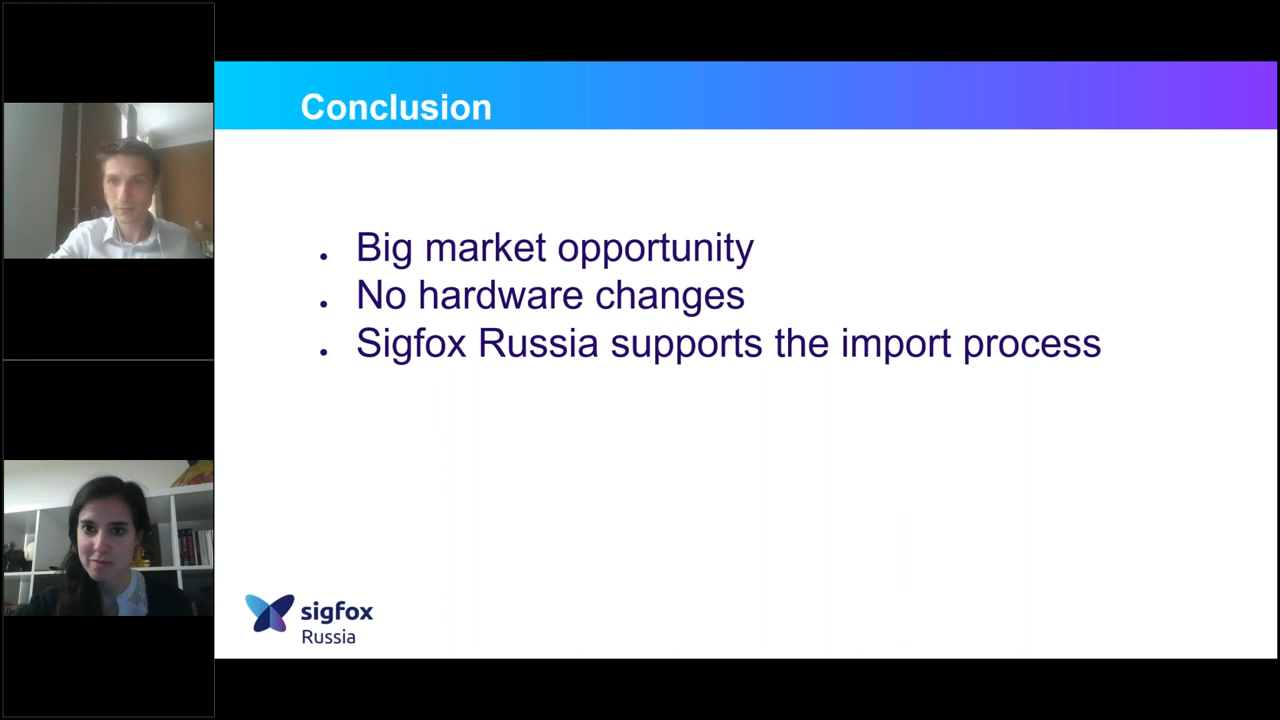 Conclusion
. Big market opportunity
. No hardware changes
. Sigfox Russia supports the import process
sigfox
Russia